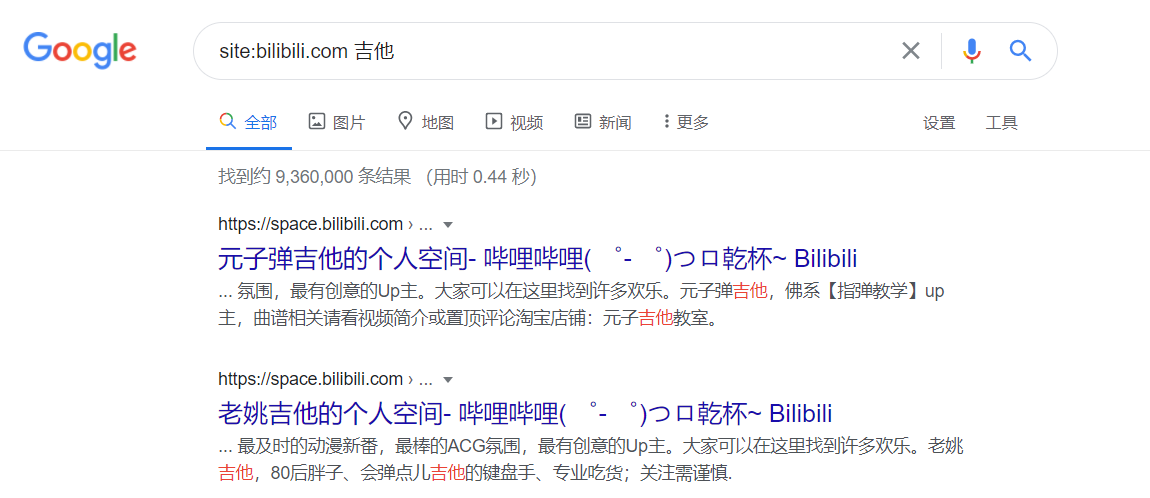 Google
site:bilibili.com 吉他
全部 图片 地图 视频 新闻 更多 设置 工具
找到约 9,360,000 条结果 （用时 0.44 秒）
https://space.bilibili.com › ...
元子弹吉他的个人空间- 哔哩哔哩( ゜- ゜)つロ乾杯~ Bilibili
... 氛围，最有创意的Up主。大家可以在这里找到许多欢乐。元子弹吉他，佛系【指弹教学】up
主，曲谱相关请看视频简介或置顶评论淘宝店铺：元子吉他教室。
https://space.bilibili.com › ...
老姚吉他的个人空间- 哔哩哔哩( ゜- ゜)つロ乾杯~ Bilibili
... 最及时的动漫新番，最棒的ACG氛围，最有创意的Up主。大家可以在这里找到许多欢乐。老姚
吉他，80后胖子、会弹点儿吉他的键盘手、专业吃货；关注需谨慎.